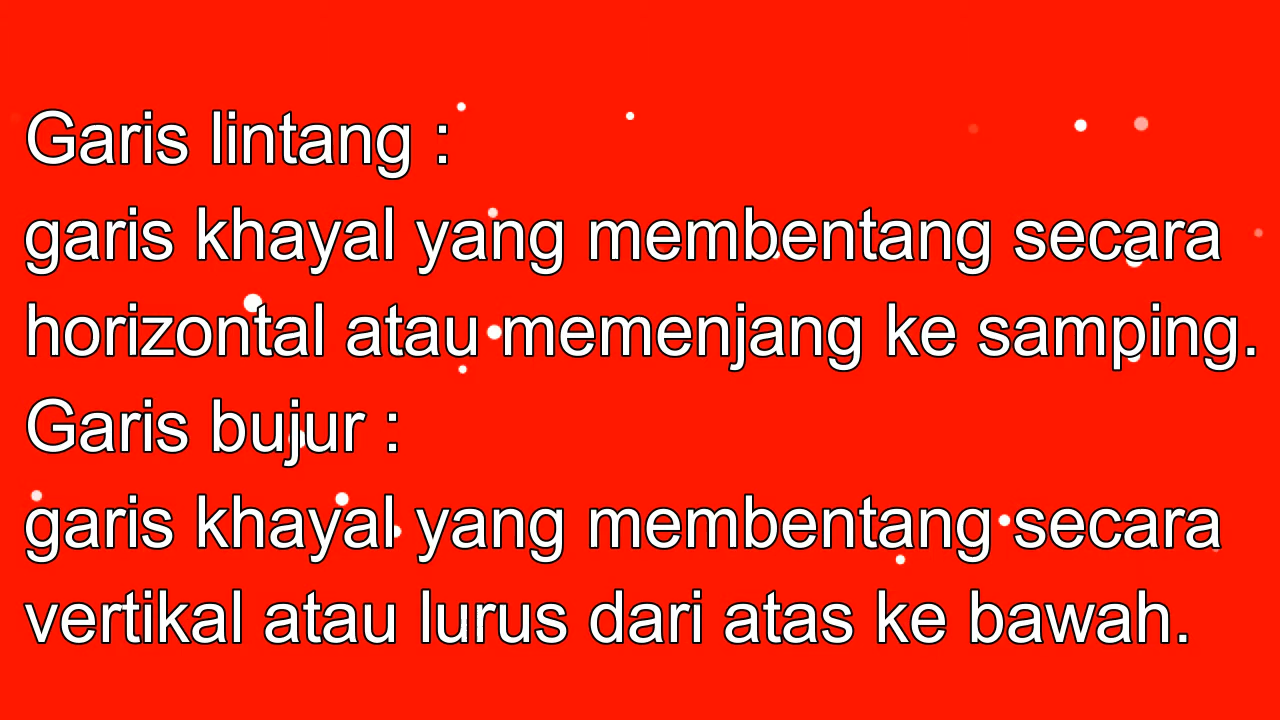 Garis lintang :
garis khayal yang membentang secara
horizontal atau memenjang ke samping.
Garis bujur :
garis khayal yang membentang secara
vertikal atau lurus dari atas ke bawah.